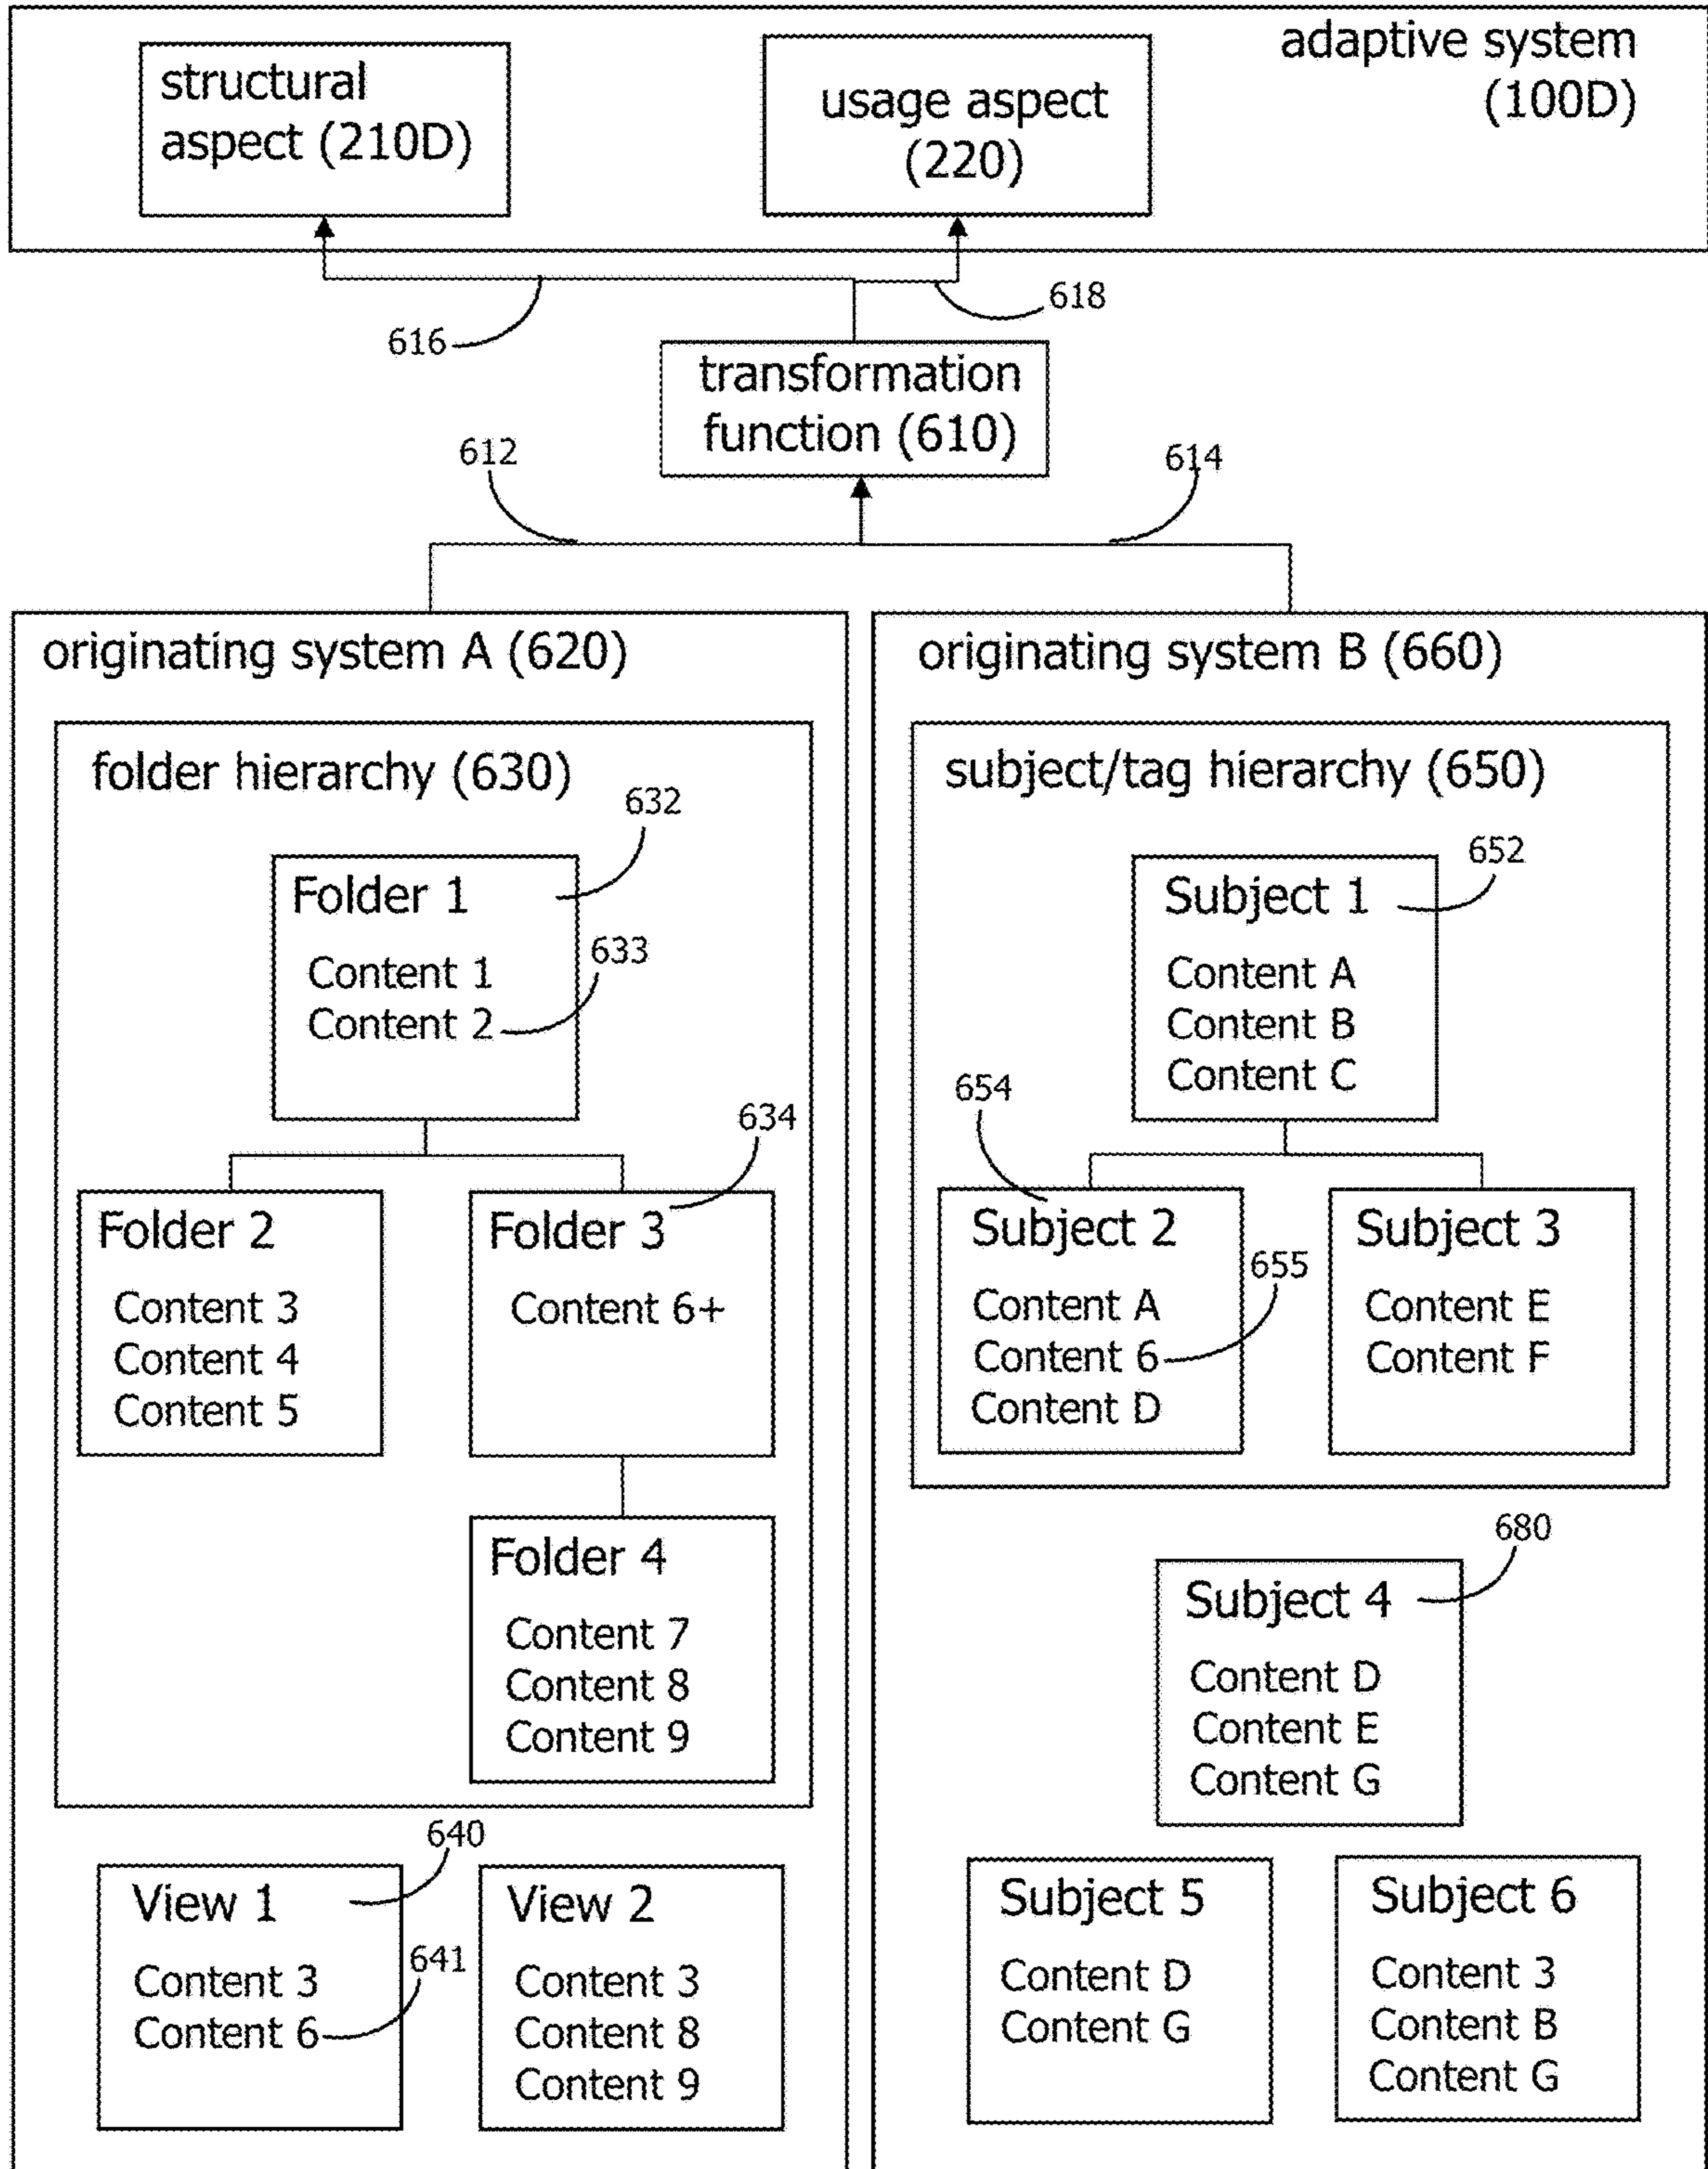 adaptive system
(100D)
structural
aspect (210D)
usage aspect
(220)
616
618
transformation
function (610)
612
614
originating system A (620)
folder hierarchy (630)
632
Folder 1
Content 1
633
Content 2
634
Folder 2
Content 3
Content 4
Content 5
Folder 3
Content 6+
Folder 4
Content 7
Content 8
Content 9
640
View 1
Content 3
641
Content 6
View 2
Content 3
Content 8
Content 9
originating system B (660)
subject/tag hierarchy (650)
652
Subject 1
Content A
Content B
Content C
654
Subject 2
655
Content A
Content 6
Content D
Subject 3
Content E
Content F
680
Subject 4
Content D
Content E
Content G
Subject 5
Content D
Content G
Subject 6
Content 3
Content B
Content G